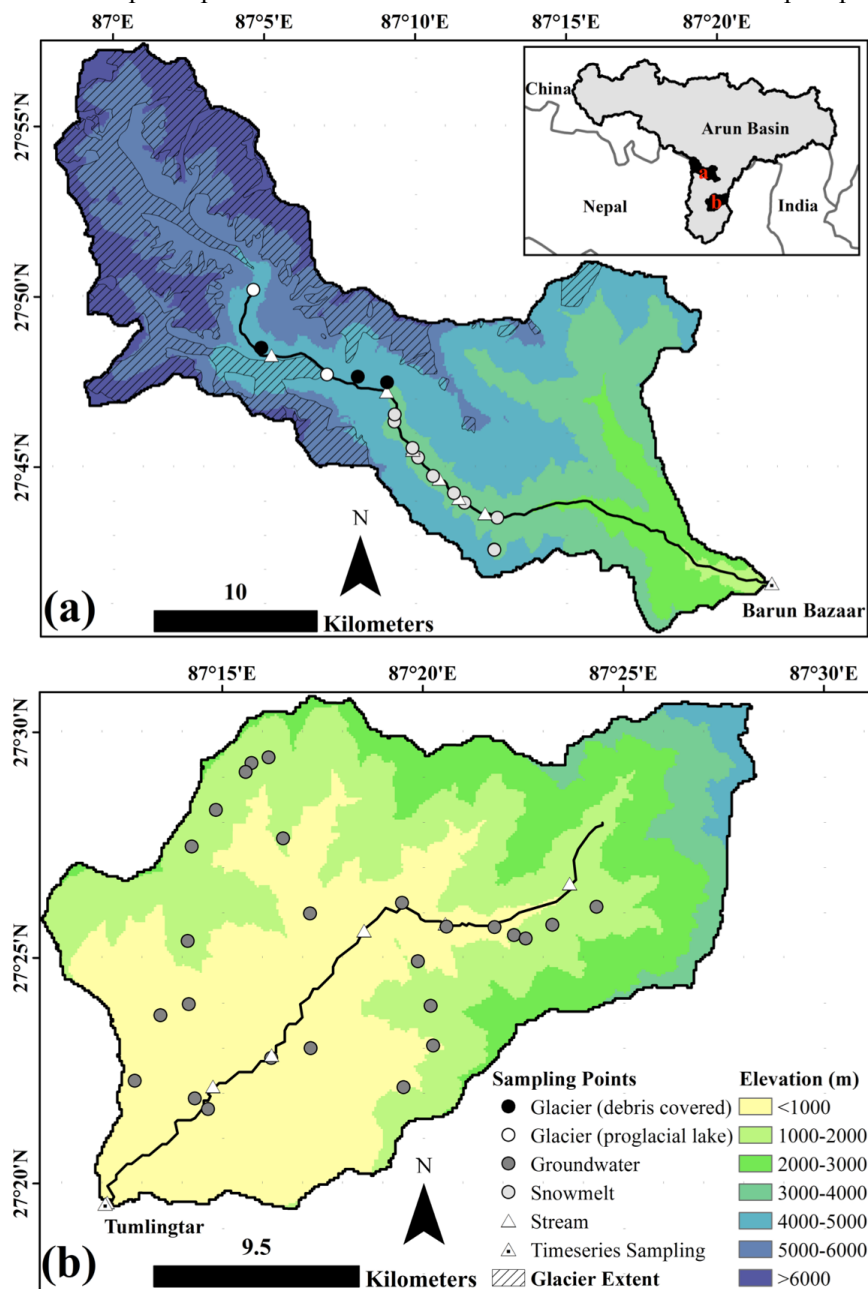 87°E 87°5'E 87°10'E 87°15'E 87°20'E
27°55'N
27°50'N
27°45'N
China
Arun Basin
a
Nepal
b
India
N
(a)
10
Kilometers
Barun Bazaar
87°15'E 87°20'E 87°25'E 87°30'E
27°30'N
27°25'N
27°20'N
Sampling Points
Glacier (debris covered)
Glacier (proglacial lake)
Groundwater
Snowmelt
Stream
Timeseries Sampling
Glacier Extent
Elevation (m)
<1000
1000-2000
2000-3000
3000-4000
4000-5000
5000-6000
>6000
N
Tumlingtar
(b)
9.5
Kilometers